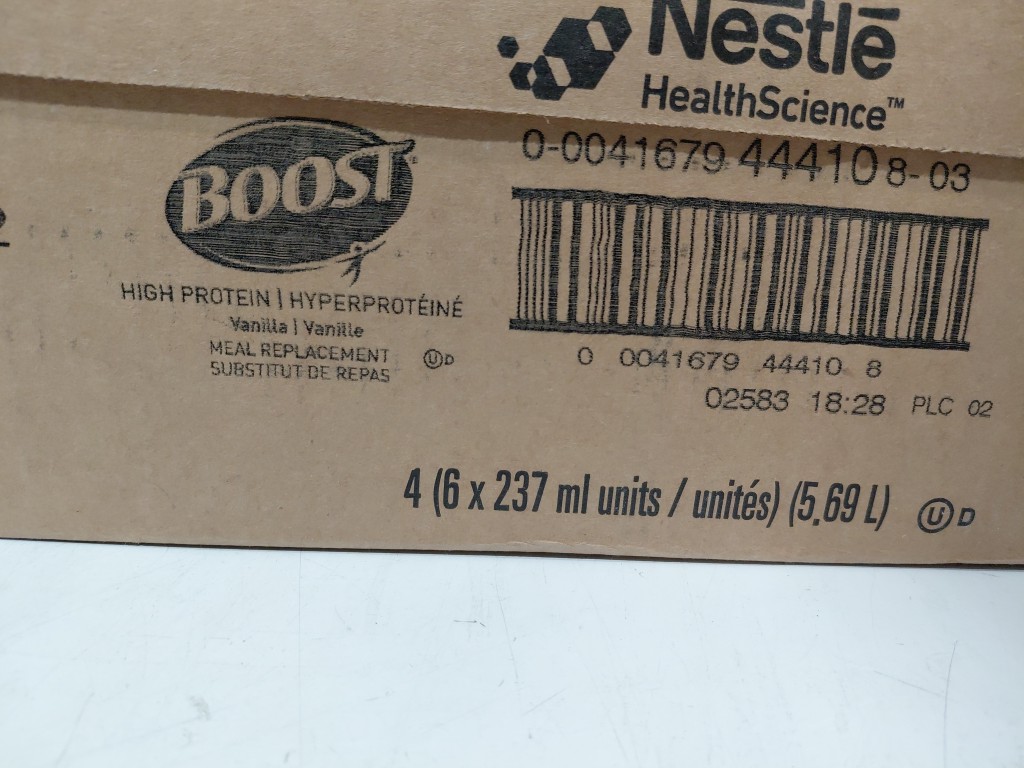 Nestlē
HealthScience™
0-0041679 44410 8-03
BOOST
HIGH PROTEIN | HYPERPROTÉINÉ
Vanilla | Vanille
MEAL REPLACEMENT
SUBSTITUT DE REPAS
U D
0 0041679 44410 8
02583 18:28 PLC 02
4 (6 x 237 ml units / unités) (5,69 L) U D